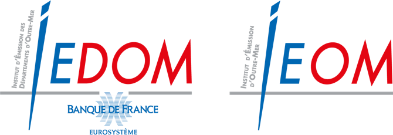 INSTITUT D'ÉMISSION DES
DÉPARTEMENTS D'OUTRE-MER
iEDOM
BANQUE DE FRANCE
EUROSYSTÈME
INSTITUT D'ÉMISSION
D'OUTRE-MER
iEOM